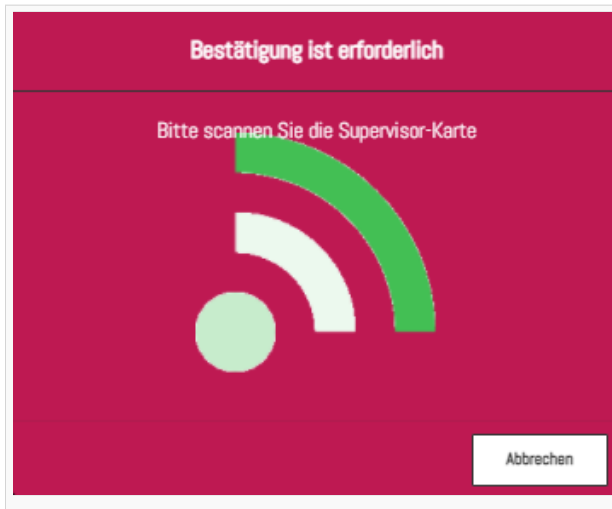 Bestätigung ist erforderlich
Bitte scannen Sie die Supervisor-Karte
Abbrechen